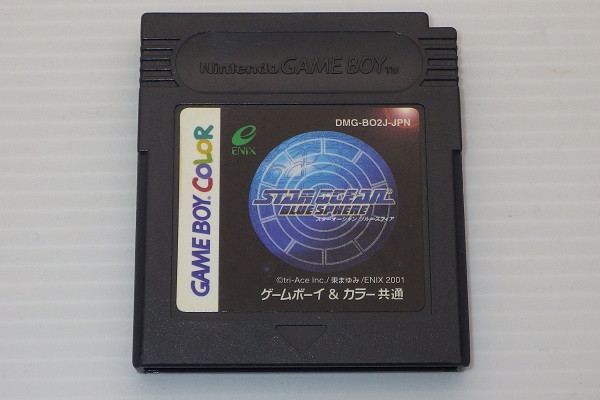 Nintendo GAME BOY TM
DMG-BO2J-JPN
ENIX
GAME BOY COLOR
STAR OCEAN
BLUE SPHERE
スターオーシャン ブルースフィア
©tri-Ace Inc./東まゆみ/ENIX 2001
ゲームボーイ & カラー共通